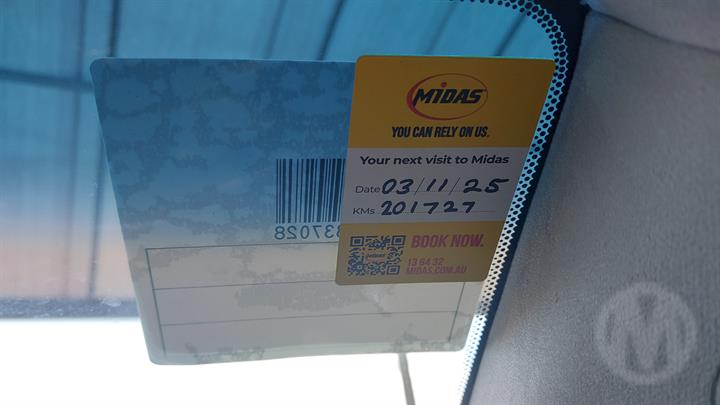 MIDAS
YOU CAN RELY ON US.
Your next visit to Midas
Date 03/11/25
KMs 201727
BOOK NOW.
13 64 32
MIDAS.COM.AU
337028
M